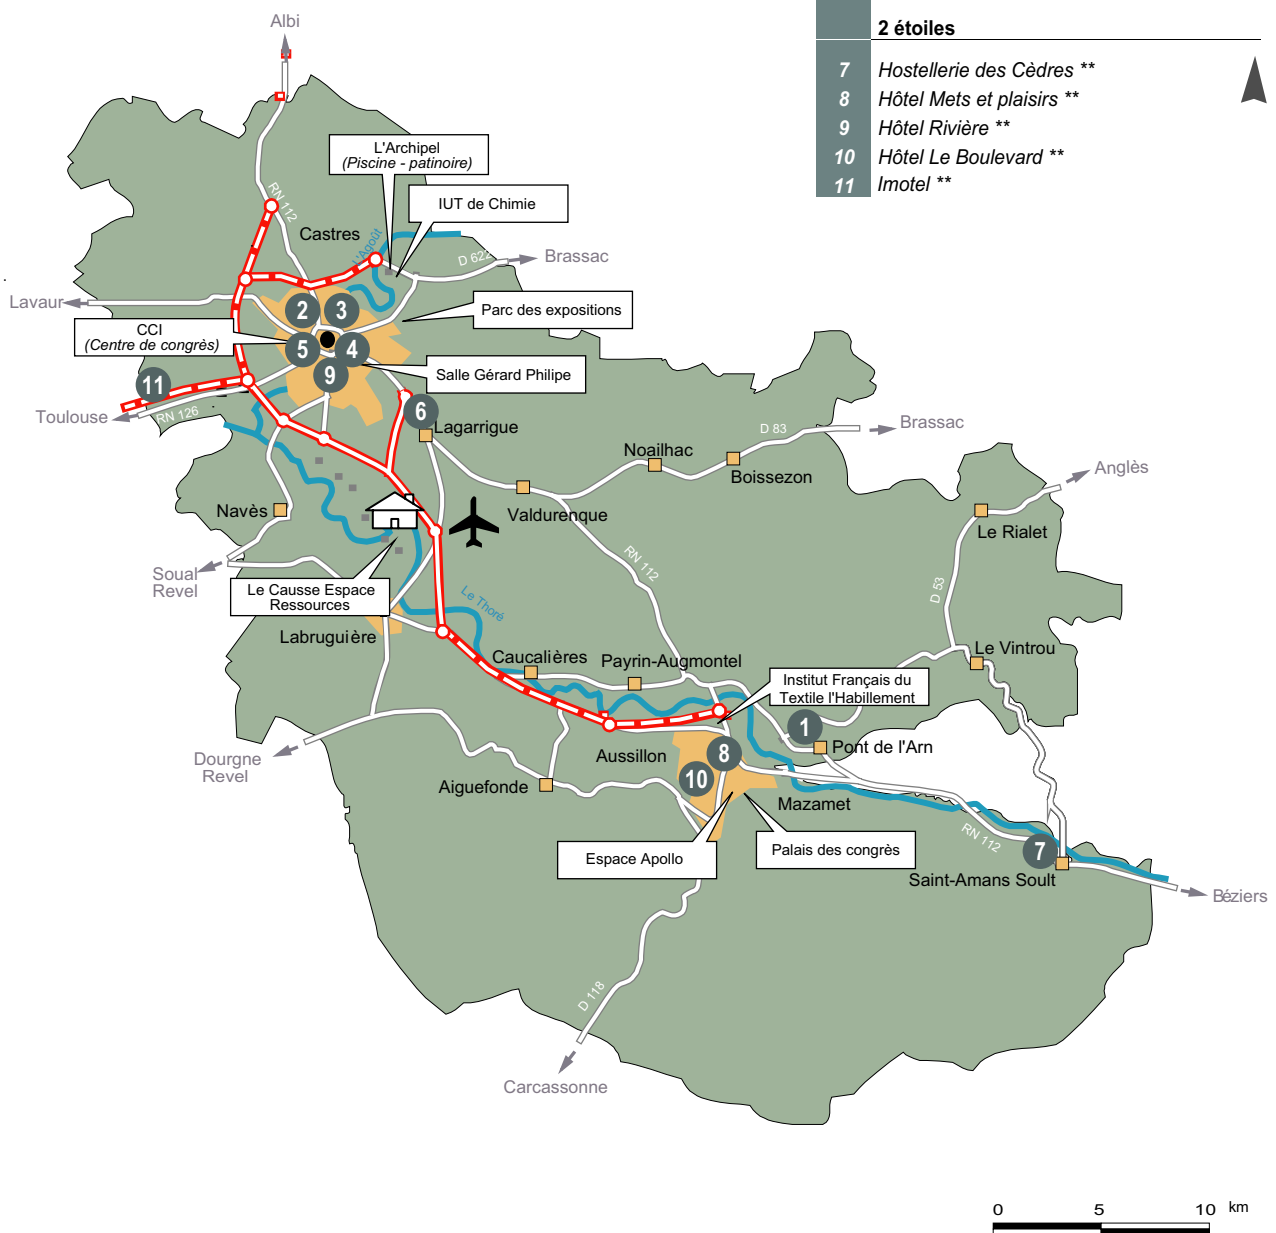 Albi
2 étoiles
7 Hostellerie des Cèdres **
8 Hôtel Mets et plaisirs **
9 Hôtel Rivière **
10 Hôtel Le Boulevard **
11 Imotel **
L'Archipel
(Piscine - patinoire)
IUT de Chimie
RN 112
Castres
L'Agoût
D 622
Brassac
Lavaur
2
3
Parc des expositions
CCI
(Centre de congrès)
5
4
Salle Gérard Philipe
9
11
Toulouse
RN 126
6
Lagarrigue
D 83
Brassac
Noailhac
Boissezon
Anglès
Navès
Valdurenque
Le Rialet
RN 112
Soual
Revel
Le Causse Espace
Ressources
Le Thoré
D 53
Labruguière
Caucalières
Payrin-Augmontel
Le Vintrou
Institut Français du
Textile l'Habillement
1
Pont de l'Arn
Dourgne
Revel
Aussillon
8
10
Aiguefonde
Mazamet
RN 112
Espace Apollo
Palais des congrès
7
Saint-Amans Soult
Béziers
D 118
Carcassonne
0 5 10 km